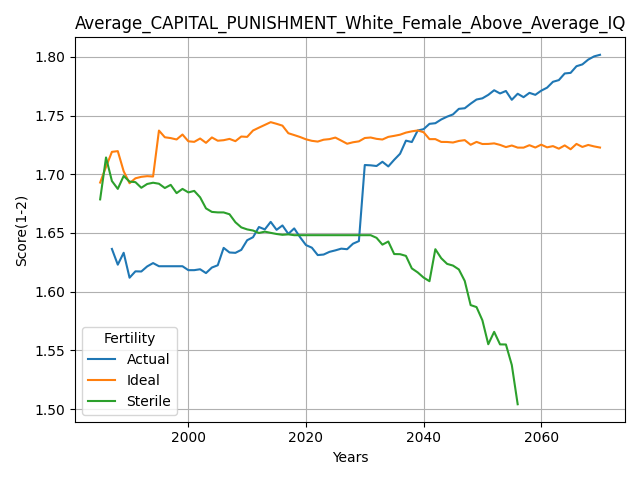 Average_CAPITAL_PUNISHMENT_White_Female_Above_Average_IQ
1.80
1.75
1.70
1.65
1.60
1.55
1.50
Score(1-2)
Fertility
Actual
Ideal
Sterile
2000
2020
2040
2060
Years